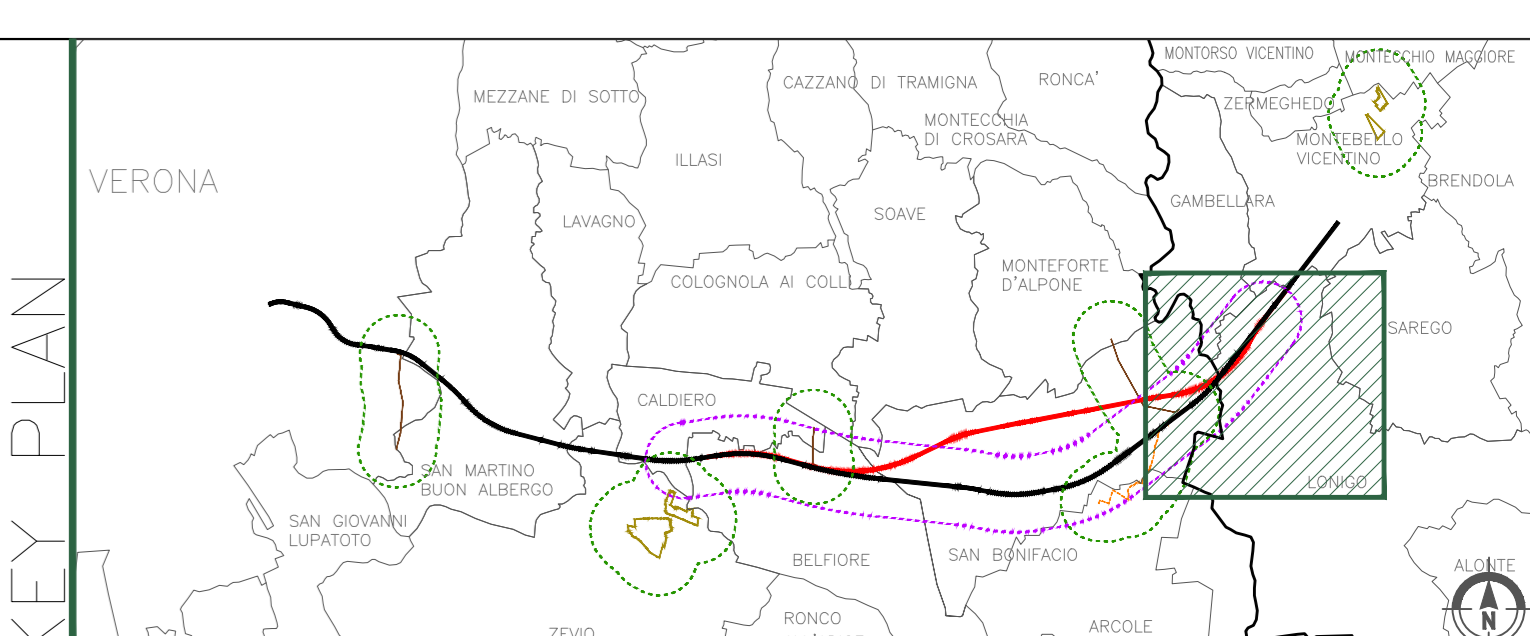 KEY PLAN
MONTORSO VICENTINO
MONTECCHIO MAGGIORE
MEZZANE DI SOTTO
CAZZANO DI TRAMIGNA
RONCA'
ZERMEGHEDO
MONTECCHIA
DI CROSARA
MONTEBELLO
VICENTINO
ILLASI
VERONA
BRENDOLA
GAMBELLARA
LAVAGNO
SOAVE
MONTEFORTE
D'ALPONE
COLOGNOLA AI COLLI
SAREGO
CALDIERO
SAN MARTINO
BUON ALBERGO
LONIGO
SAN GIOVANNI
LUPATOTO
BELFIORE
SAN BONIFACIO
ALONTE
RONCO
ARCOLE
ZEVIO
N